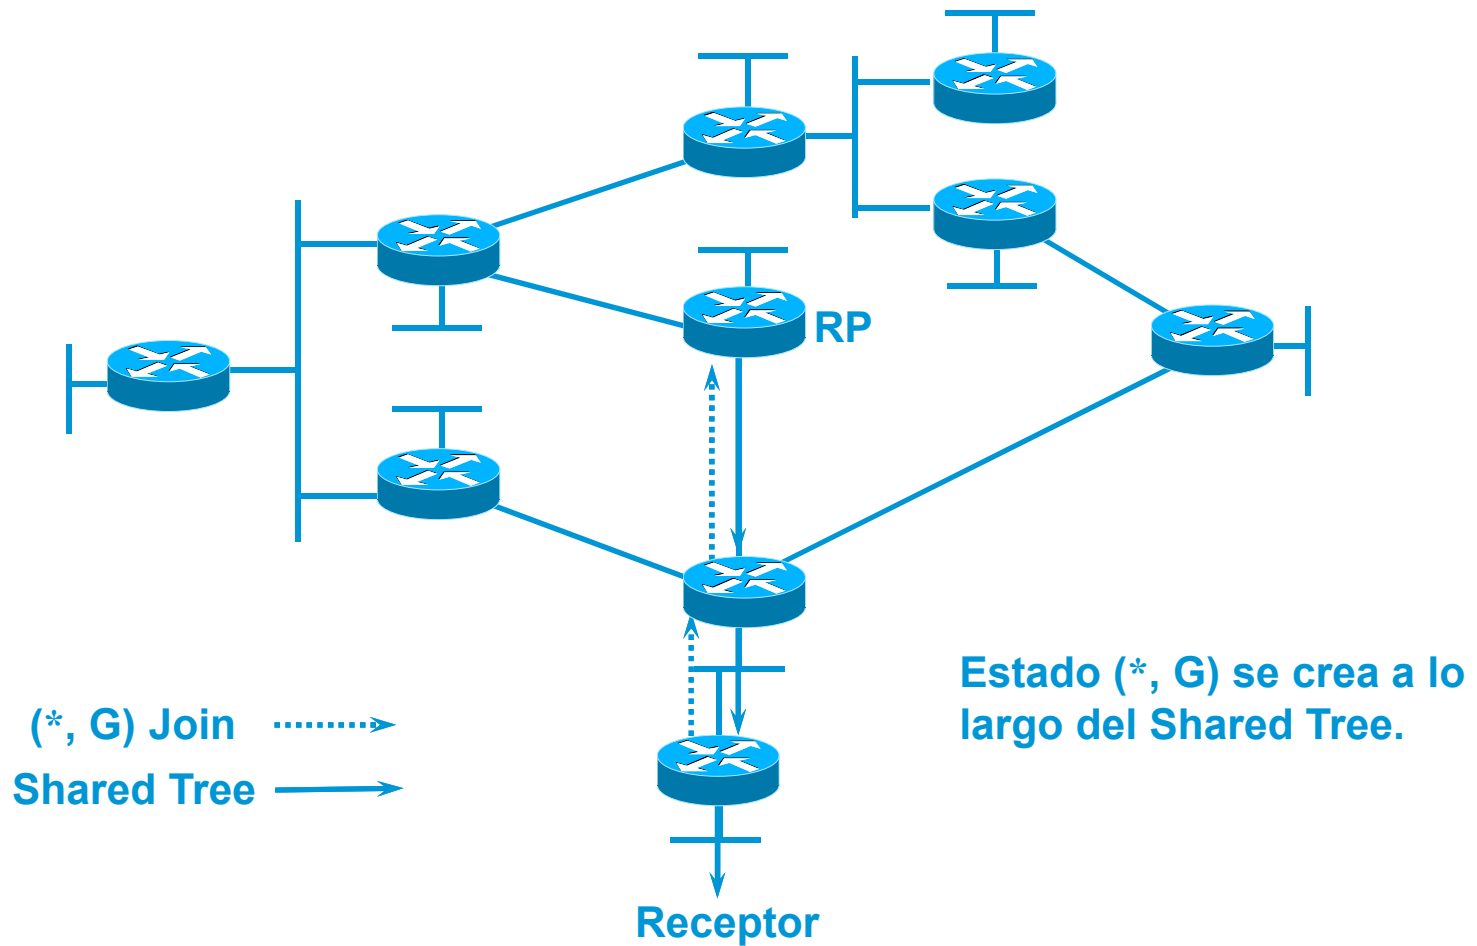 RP
(*, G) Join
Shared Tree
Estado (*, G) se crea a lo
largo del Shared Tree.
Receptor